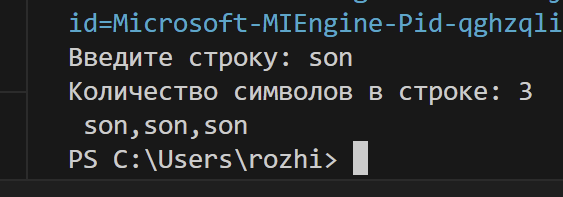 id=Microsoft-MIEngine-Pid-qghzqli
Введите строку: son
Количество символов в строке: 3
son,son,son
PS C:\Users\rozhi>